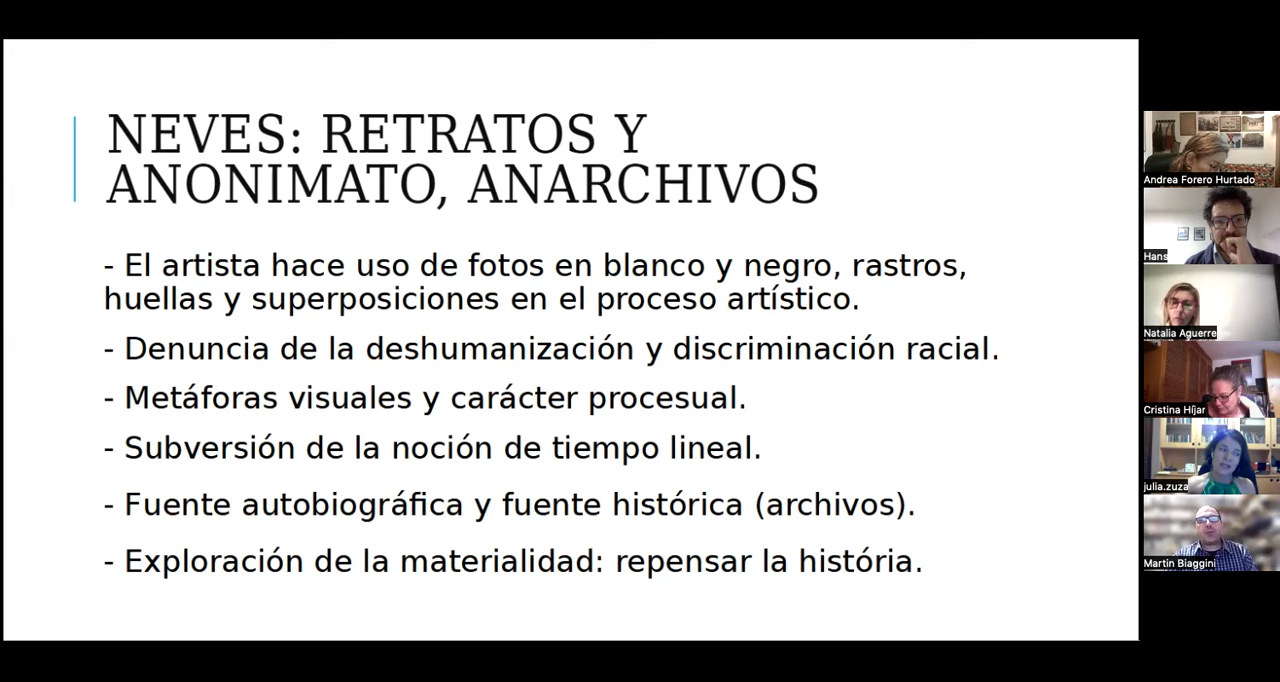 NEVES: RETRATOS Y
ANONIMATO, ANARCHIVOS
- El artista hace uso de fotos en blanco y negro, rastros,
huellas y superposiciones en el proceso artístico.
- Denuncia de la deshumanización y discriminación racial.
- Metáforas visuales y carácter procesual.
- Subversión de la noción de tiempo lineal.
- Fuente autobiográfica y fuente histórica (archivos).
- Exploración de la materialidad: repensar la história.
Andrea Forero Hurtado
Hans
Natalia Aguerre
Cristina Híjar
julia.zuza
Martin Biaggini